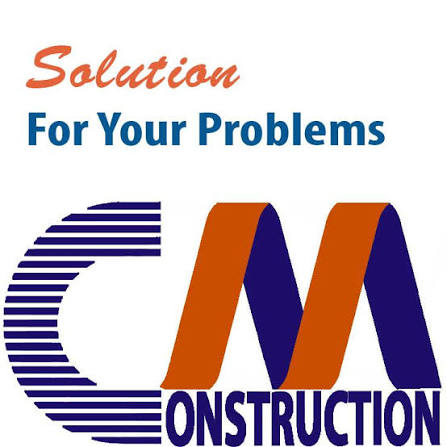 Solution
For Your Problems
CM
CONSTRUCTION